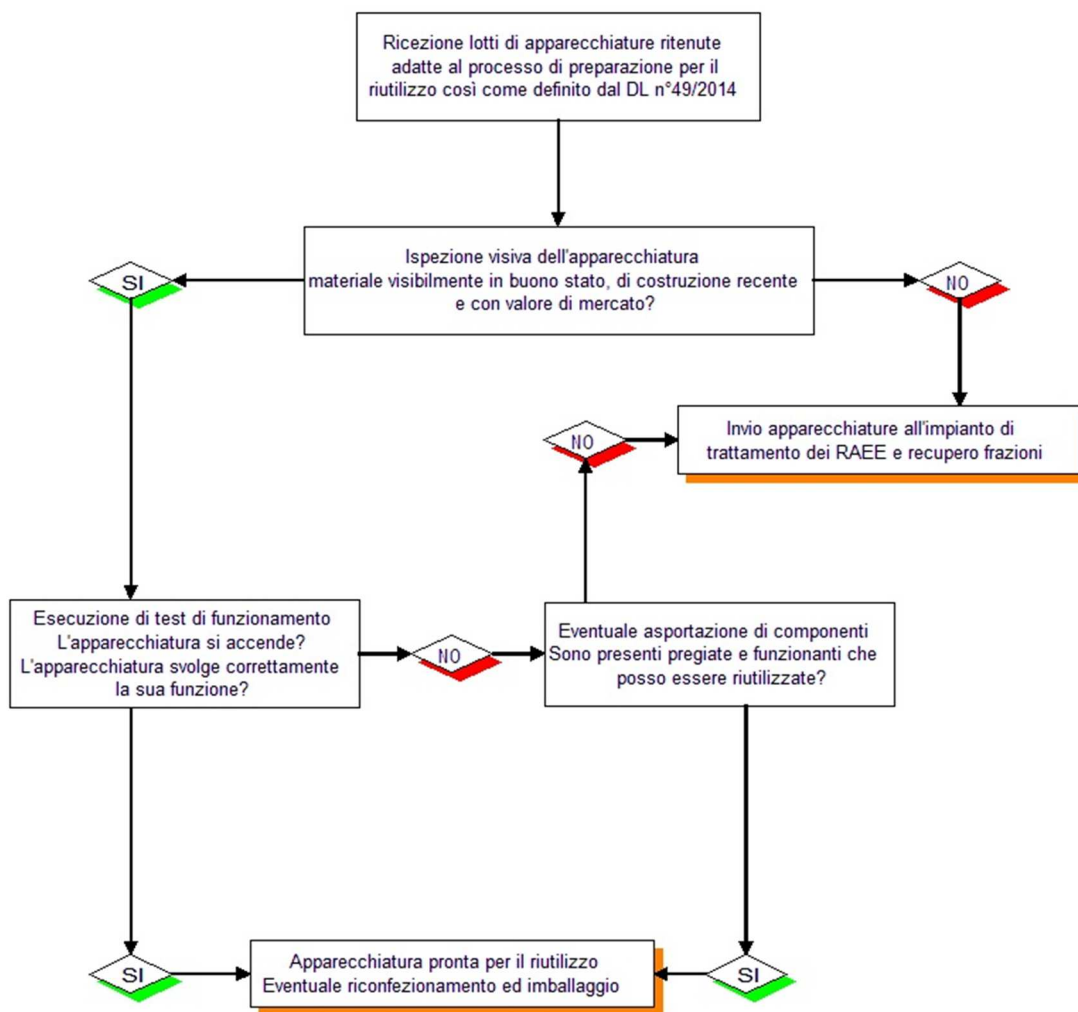 Ricezione lotti di apparecchiature ritenute
adatte al processo di preparazione per il
riutilizzo così come definito dal DL n°49/2014
Ispezione visiva dell'apparecchiatura
materiale visibilmente in buono stato, di costruzione recente
e con valore di mercato?
SI
NO
Invio apparecchiature all'impianto di
trattamento dei RAEE e recupero frazioni
NO
Esecuzione di test di funzionamento
L'apparecchiatura si accende?
L'apparecchiatura svolge correttamente
la sua funzione?
NO
Eventuale asportazione di componenti
Sono presenti pregiate e funzionanti che
posso essere riutilizzate?
SI
Apparecchiatura pronta per il riutilizzo
Eventuale riconfezionamento ed imballaggio
SI